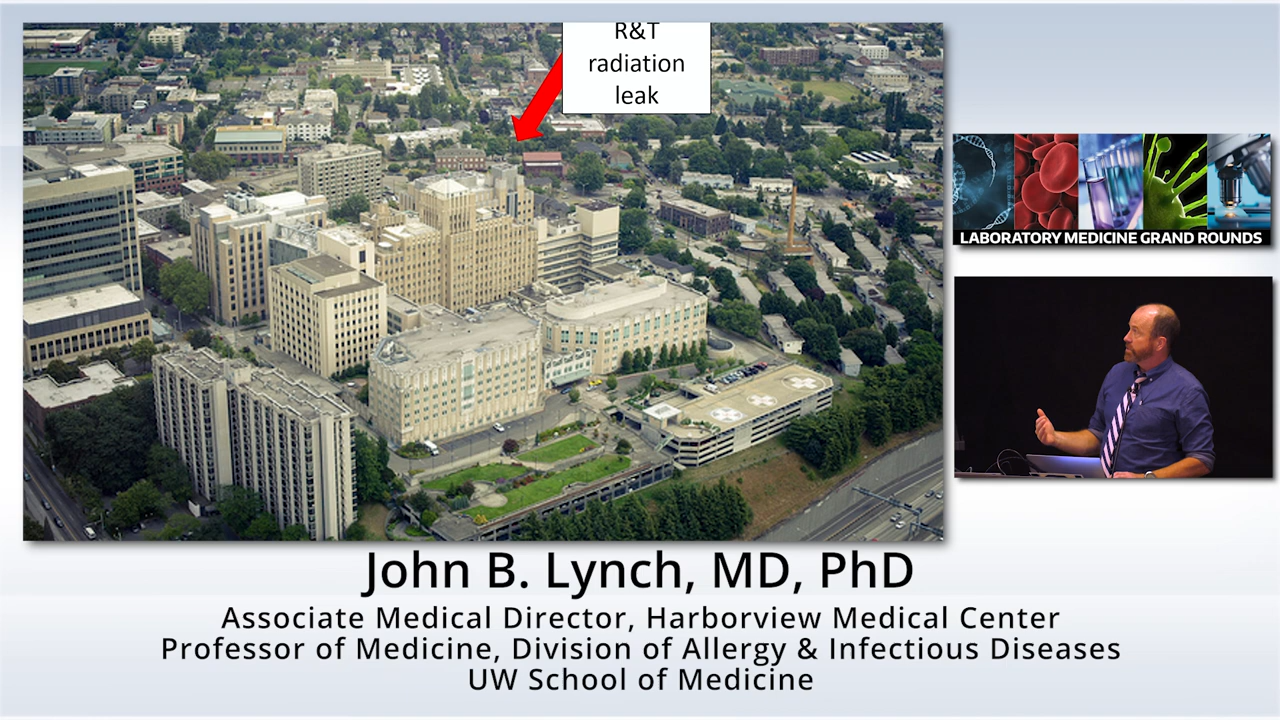 R&T
radiation
leak
LABORATORY MEDICINE GRAND ROUNDS
John B. Lynch, MD, PhD
Associate Medical Director, Harborview Medical Center
Professor of Medicine, Division of Allergy & Infectious Diseases
UW School of Medicine